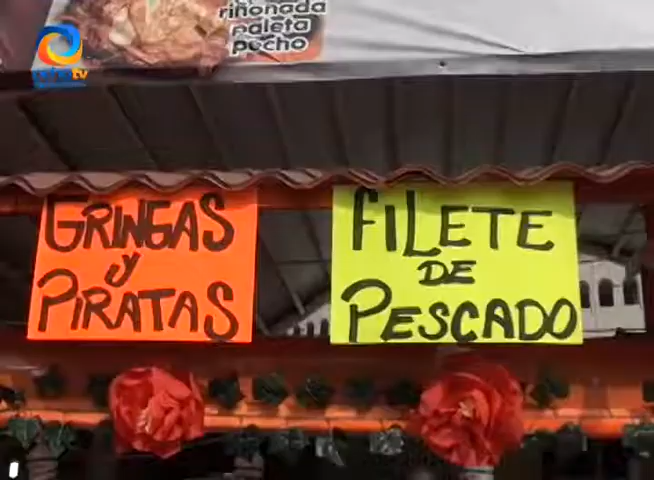 riñonada
paleta
pecho
GRINGAS
y
PIRATAS
FILETE
DE
PESCADO